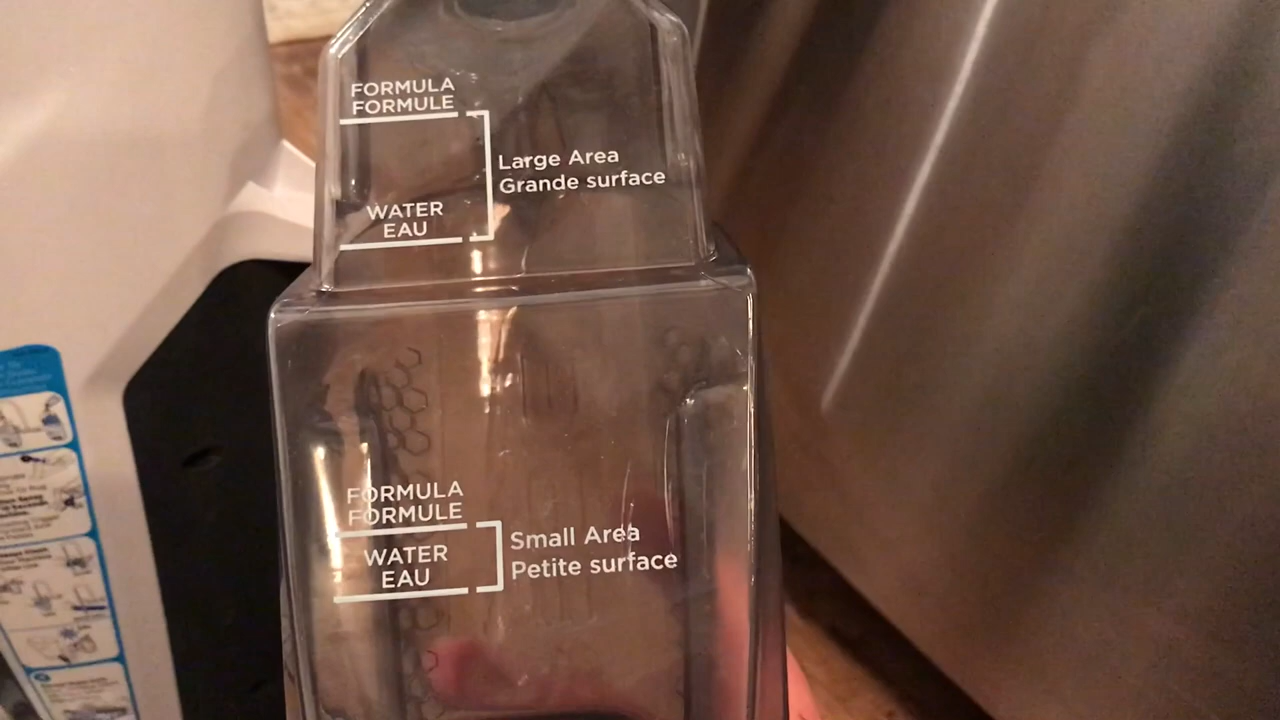 FORMULA
FORMULE
Large Area
Grande surface
WATER
EAU
FORMULA
FORMULE
Small Area
Petite surface
WATER
EAU